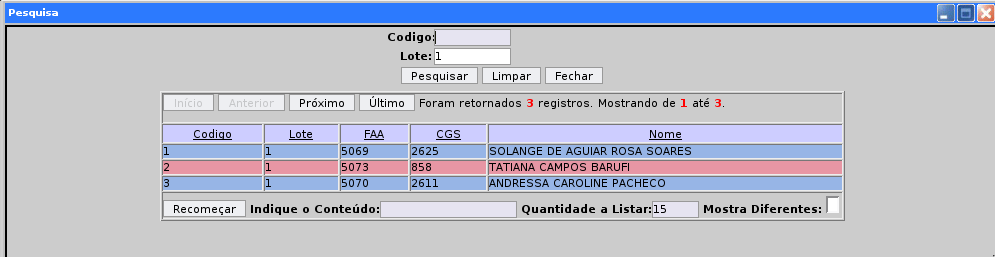 Pesquisa
Codigo:
Lote: 1
Pesquisar Limpar Fechar
Início Anterior Próximo Último Foram retornados 3 registros. Mostrando de 1 até 3.
Codigo Lote FAA CGS Nome
1 1 5069 2625 SOLANGE DE AGUIAR ROSA SOARES
2 1 5073 858 TATIANA CAMPOS BARUFI
3 1 5070 2611 ANDRESSA CAROLINE PACHECO
Recomeçar Indique o Conteúdo: Quantidade a Listar: 15 Mostra Diferentes: